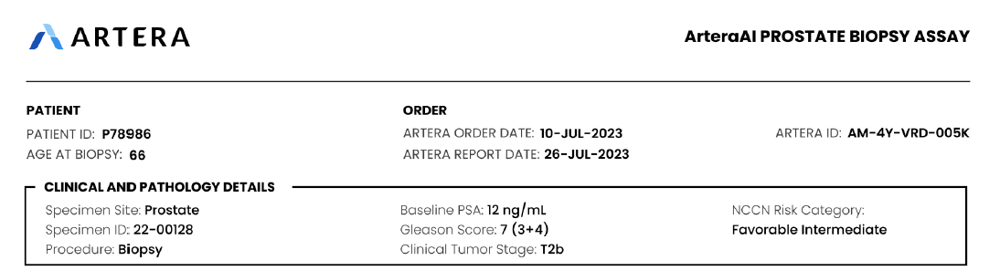 ARTERA
ArteraAI PROSTATE BIOPSY ASSAY
PATIENT
PATIENT ID: P78986
AGE AT BIOPSY: 66
ORDER
ARTERA ORDER DATE: 10-JUL-2023
ARTERA REPORT DATE: 26-JUL-2023
ARTERA ID: AM-4Y-VRD-005K
CLINICAL AND PATHOLOGY DETAILS
Specimen Site: Prostate
Specimen ID: 22-00128
Procedure: Biopsy
Baseline PSA: 12 ng/mL
Gleason Score: 7 (3+4)
Clinical Tumor Stage: T2b
NCCN Risk Category:
Favorable Intermediate